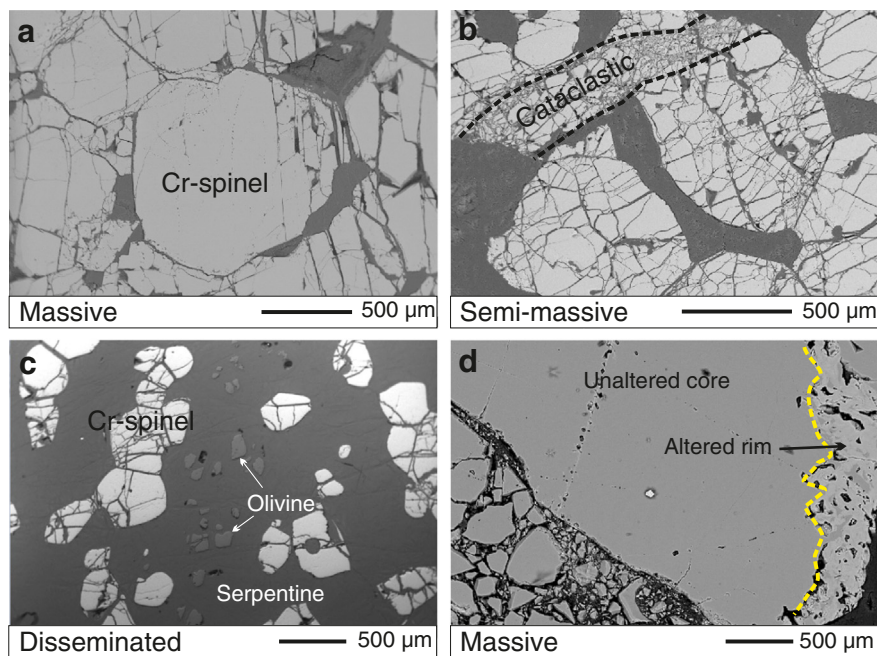 a
Cr-spinel
Massive 500 µm
b
Cataclastic
Semi-massive 500 µm
c
Cr-spinel
Olivine
Serpentine
Disseminated 500 µm
d
Unaltered core
Altered rim
Massive 500 µm